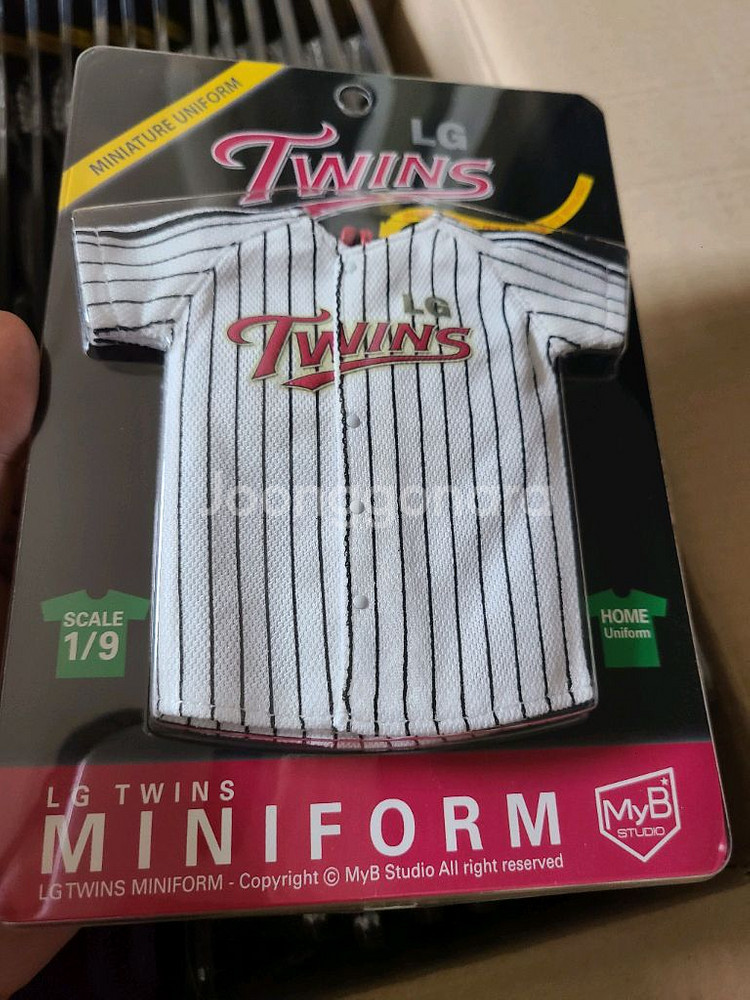 MINIATURE UNIFORM
LG
TWINS
LG
TWINS
Joonggonara
SCALE
1/9
HOME
Uniform
LG TWINS
MINIFORM
LG TWINS MINIFORM - Copyright © MyB Studio All right reserved
MyB
STUDIO